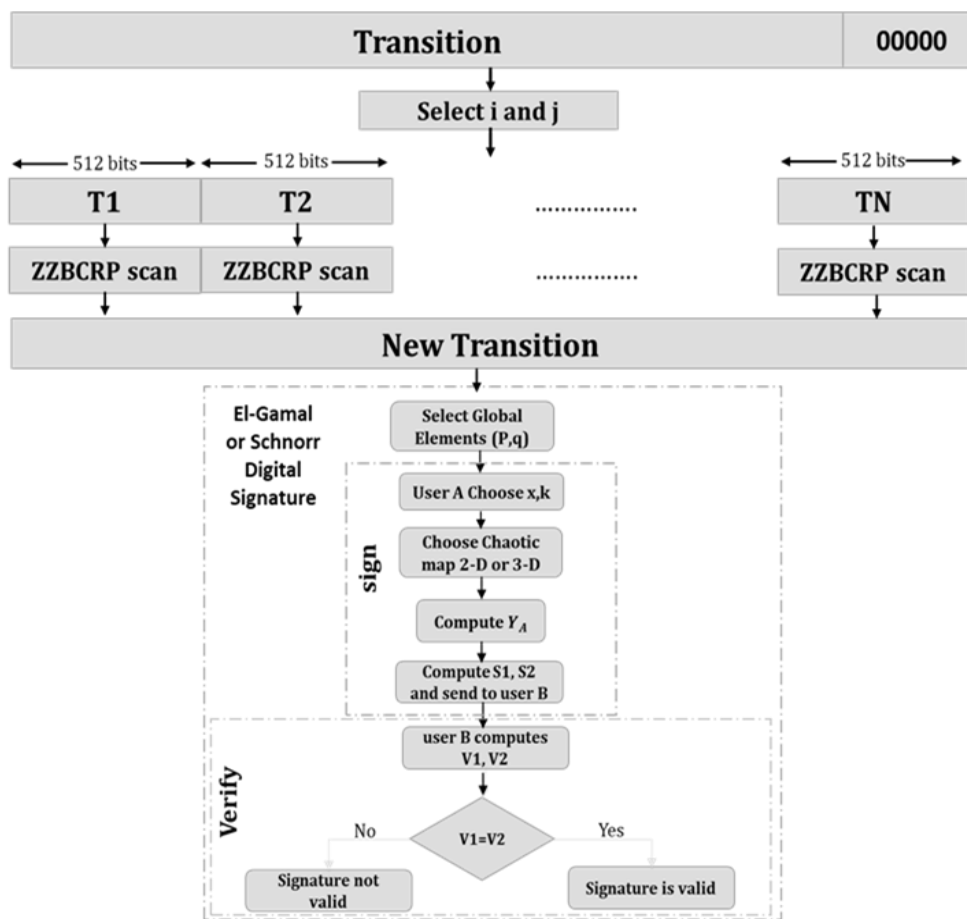 Transition 00000
Select i and j
512 bits 512 bits 512 bits
T1 T2 ................ TN
ZZBCRP scan ZZBCRP scan ................ ZZBCRP scan
New Transition
El-Gamal
or Schnorr
Digital
Signature
Select Global
Elements (P,q)
sign
User A Choose x,k
Choose Chaotic
map 2-D or 3-D
Compute Y_A
Compute S1, S2
and send to user B
Verify
user B computes
V1, V2
No V1=V2 Yes
Signature not
valid
Signature is valid